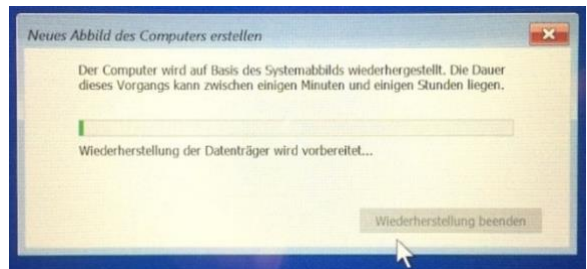 Neues Abbild des Computers erstellen
Der Computer wird auf Basis des Systemabbilds wiederhergestellt. Die Dauer
dieses Vorgangs kann zwischen einigen Minuten und einigen Stunden liegen.
Wiederherstellung der Datenträger wird vorbereitet...
Wiederherstellung beenden